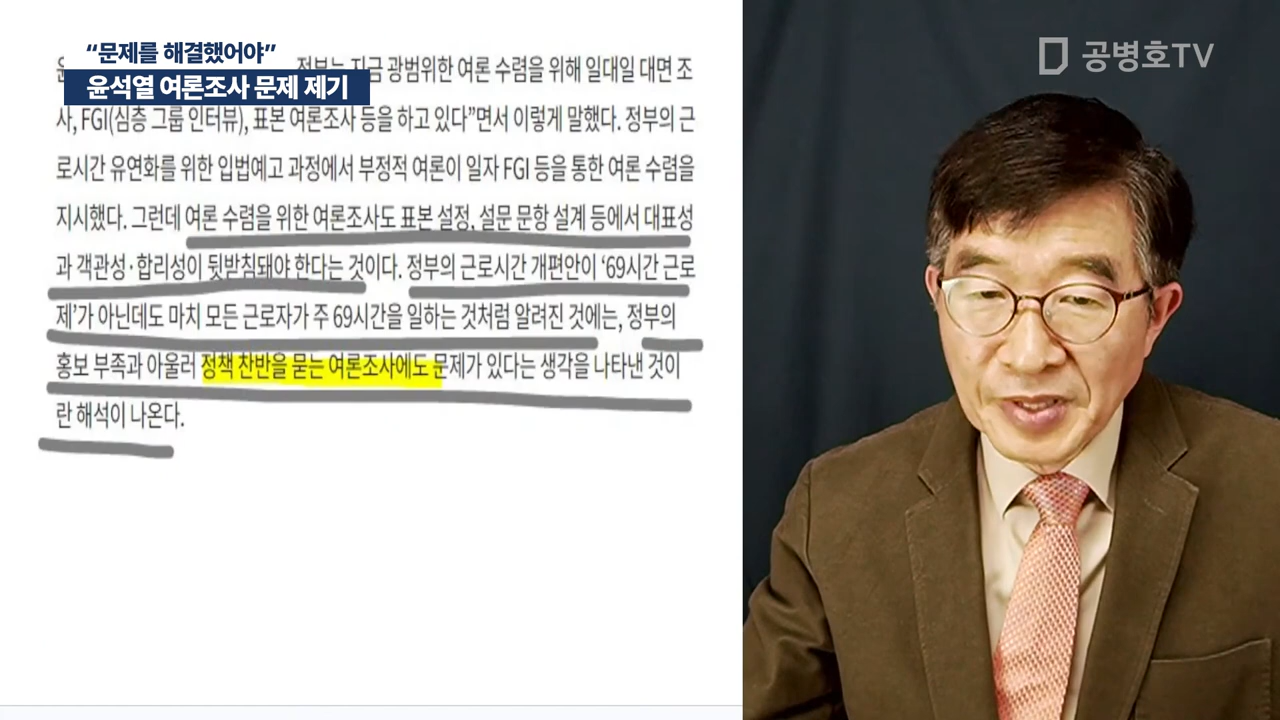 “문제를 해결했어야”
윤석열 여론조사 문제 제기
공병호TV
정부는 지금 광범위한 여론 수렴을 위해 일대일 대면 조
사, FGI(심층 그룹 인터뷰), 표본 여론조사 등을 하고 있다”면서 이렇게 말했다. 정부의 근
로시간 유연화를 위한 입법예고 과정에서 부정적 여론이 일자 FGI 등을 통한 여론 수렴을
지시했다. 그런데 여론 수렴을 위한 여론조사도 표본 설정, 설문 문항 설계 등에서 대표성
과 객관성·합리성이 뒷받침돼야 한다는 것이다. 정부의 근로시간 개편안이 ‘69시간 근로
제’가 아닌데도 마치 모든 근로자가 주 69시간을 일하는 것처럼 알려진 것에는, 정부의
홍보 부족과 아울러 정책 찬반을 묻는 여론조사에도 문제가 있다는 생각을 나타낸 것이
란 해석이 나온다.